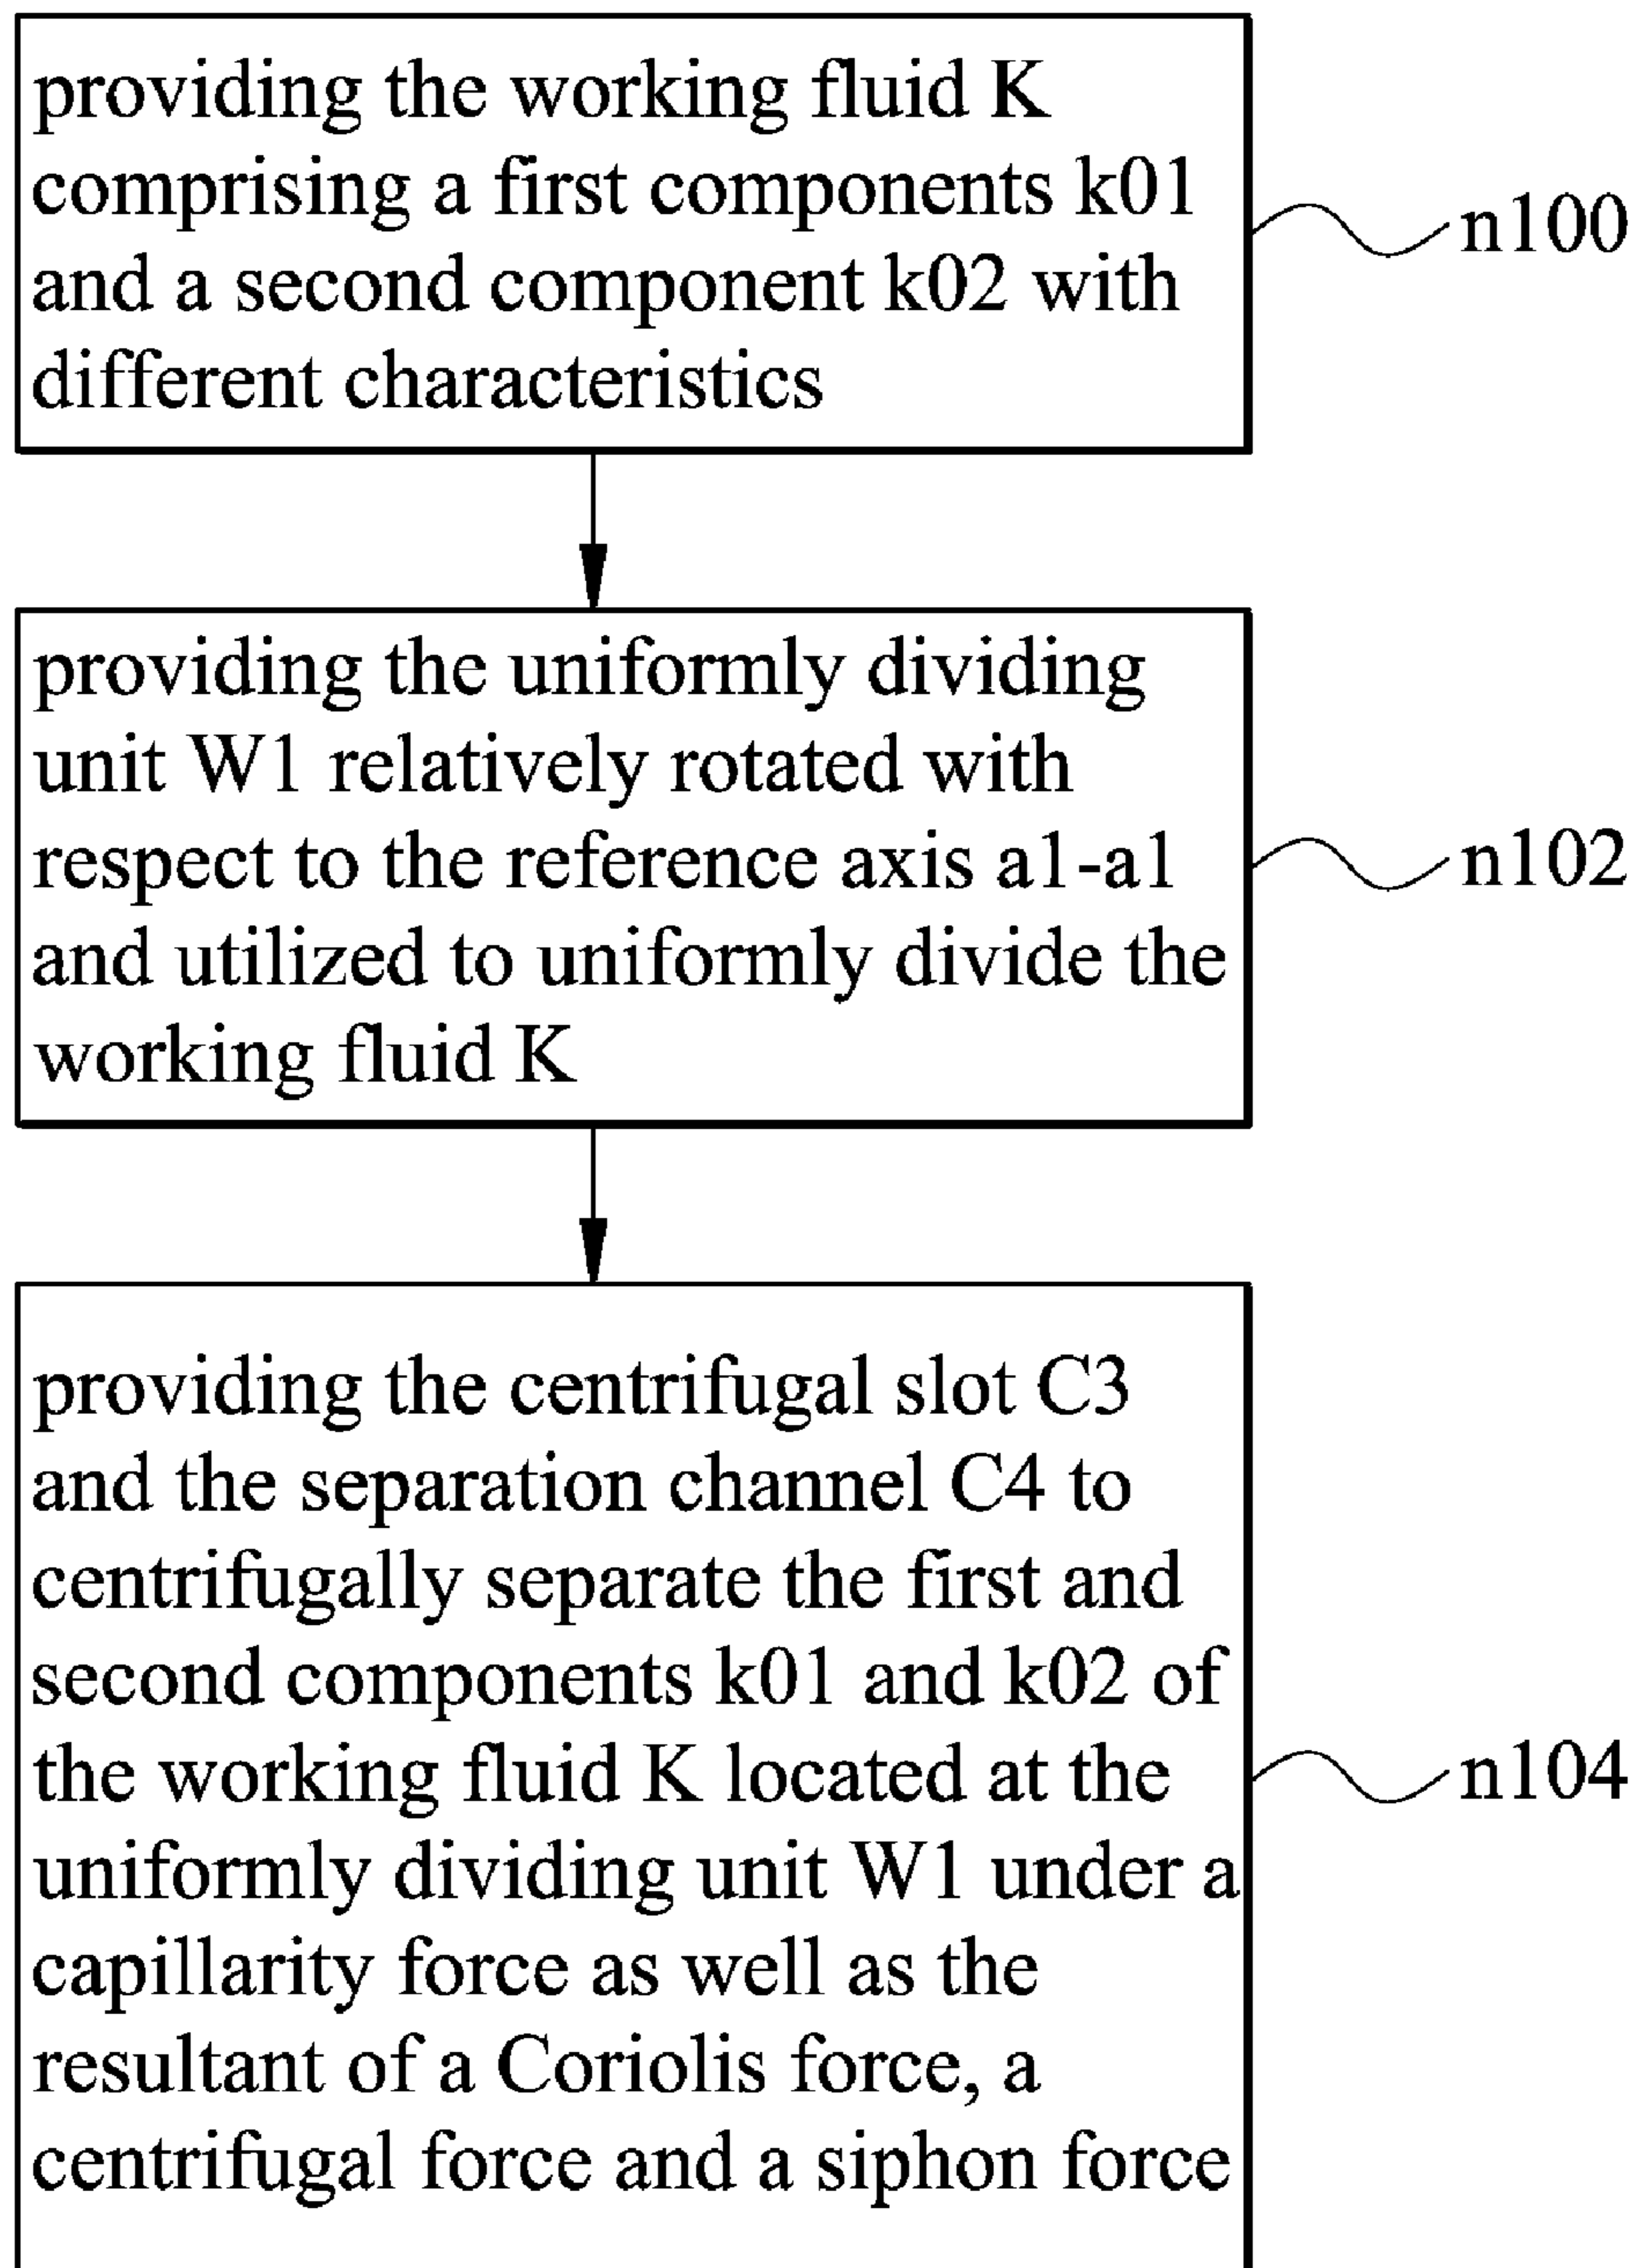 providing the working fluid K
comprising a first components k01
and a second component k02 with
different characteristics
n100
providing the uniformly dividing
unit W1 relatively rotated with
respect to the reference axis a1-a1
and utilized to uniformly divide the
working fluid K
n102
providing the centrifugal slot C3
and the separation channel C4 to
centrifugally separate the first and
second components k01 and k02 of
the working fluid K located at the
uniformly dividing unit W1 under a
capillarity force as well as the
resultant of a Coriolis force, a
centrifugal force and a siphon force
n104